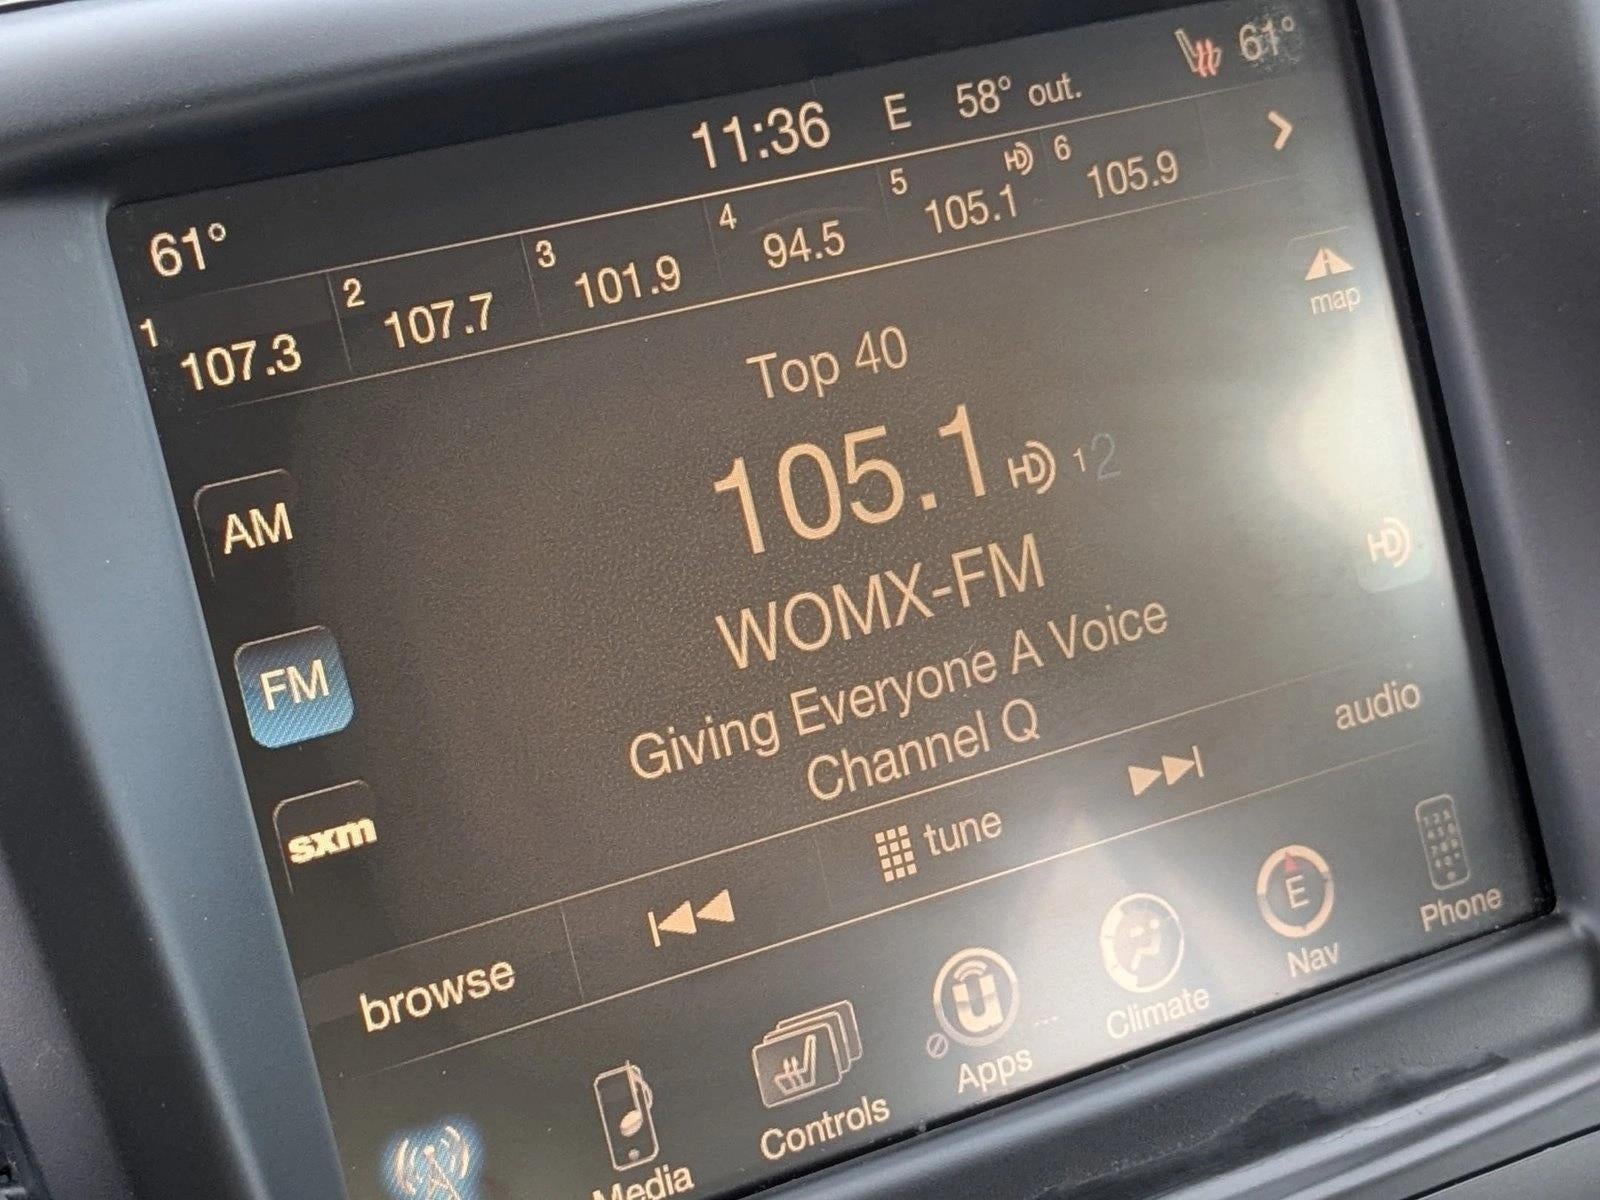 61°
11:36
E
58° out.
61°
1 107.3
2 107.7
3 101.9
4 94.5
5 105.1 HD
6 105.9
map
Top 40
105.1 HD 1 2
WOMX-FM
Giving Everyone A Voice
Channel Q
AM
FM
sxm
HD
browse
tune
audio
Media
Controls
U
Apps
Climate
E
Nav
Phone